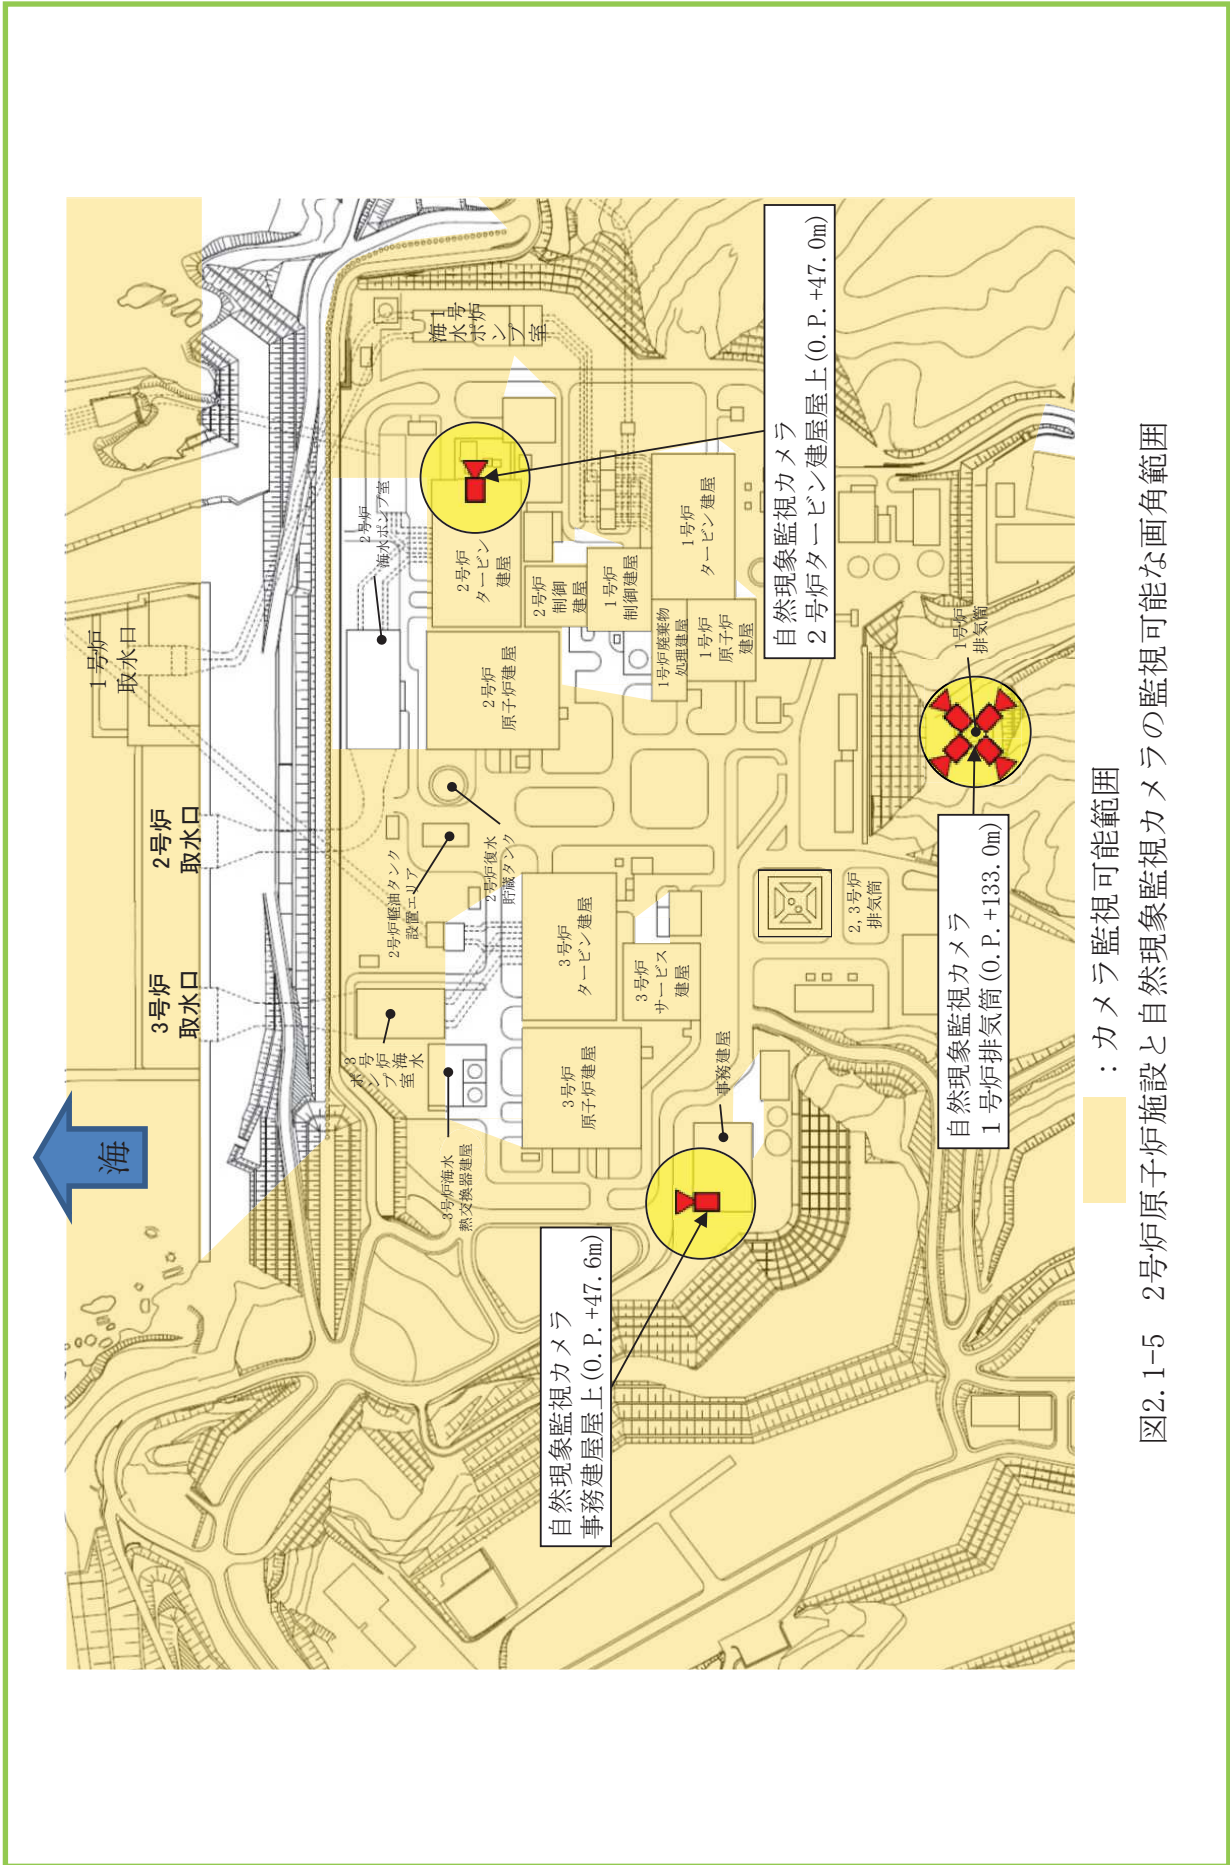 海
1号炉
取水口
2号炉
取水口
3号炉
取水口
1号炉
海水ポンプ室
2号炉
海水ポンプ室
2号炉
タービン
建屋
2号炉
制御
建屋
1号炉
制御建屋
1号炉
タービン建屋
1号炉廃棄物
処理建屋
1号炉
原子炉
建屋
2号炉
原子炉建屋
2号炉軽油タンク
設置エリア
2号炉復水
貯蔵タンク
3号炉海水
ポンプ室
3号炉海水
熱交換器建屋
3号炉
タービン建屋
3号炉
サービス
建屋
3号炉
原子炉建屋
事務建屋
2,3号炉
排気筒
1号炉
排気筒
自然現象監視カメラ
2号炉タービン建屋屋上(O.P.+47.0m)
自然現象監視カメラ
1号炉排気筒(O.P.+133.0m)
自然現象監視カメラ
事務建屋屋上(O.P.+47.6m)
:カメラ監視可能範囲
図2.1-5 2号炉原子炉施設と自然現象監視カメラの監視可能な画角範囲